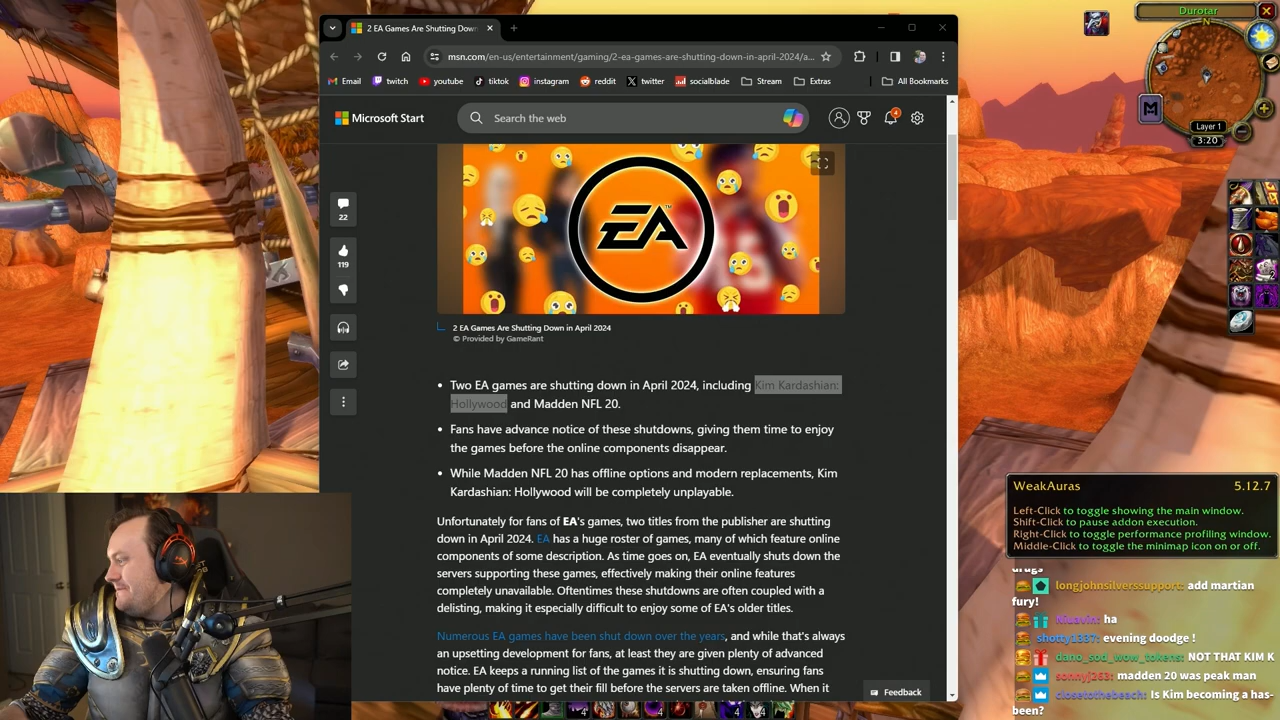 2 EA Games Are Shutting Down
msn.com/en-us/entertainment/gaming/2-ea-games-are-shutting-down-in-april-2024/a...
Email
twitch
youtube
tiktok
instagram
reddit
twitter
socialblade
Stream
Extras
All Bookmarks
Microsoft Start
Search the web
4
22
119
EA
2 EA Games Are Shutting Down in April 2024
© Provided by GameRant
• Two EA games are shutting down in April 2024, including Kim Kardashian:
Hollywood and Madden NFL 20.
• Fans have advance notice of these shutdowns, giving them time to enjoy
the games before the online components disappear.
• While Madden NFL 20 has offline options and modern replacements, Kim
Kardashian: Hollywood will be completely unplayable.
Unfortunately for fans of EA's games, two titles from the publisher are shutting
down in April 2024. EA has a huge roster of games, many of which feature online
components of some description. As time goes on, EA eventually shuts down the
servers supporting these games, effectively making their online features
completely unavailable. Oftentimes these shutdowns are often coupled with a
delisting, making it especially difficult to enjoy some of EA's older titles.
Numerous EA games have been shut down over the years, and while that's always
an upsetting development for fans, at least they are given plenty of advanced
notice. EA keeps a running list of the games it is shutting down, ensuring fans
have plenty of time to get their fill before the servers are taken offline. When it
Feedback
Durotar
N
M
Layer 1
3:20
WeakAuras 5.12.7
Left-Click to toggle showing the main window.
Shift-Click to pause addon execution.
Right-Click to toggle performance profiling window.
Middle-Click to toggle the minimap icon on or off.
drugs
longjohnsilverssupport: add martian
fury!
Niuavin: ha
shotty1337: evening doodge !
dano_sod_wow_tokens: NOT THAT KIM K
sonnyj263: madden 20 was peak man
closetothebeach: Is Kim becoming a has-
been?